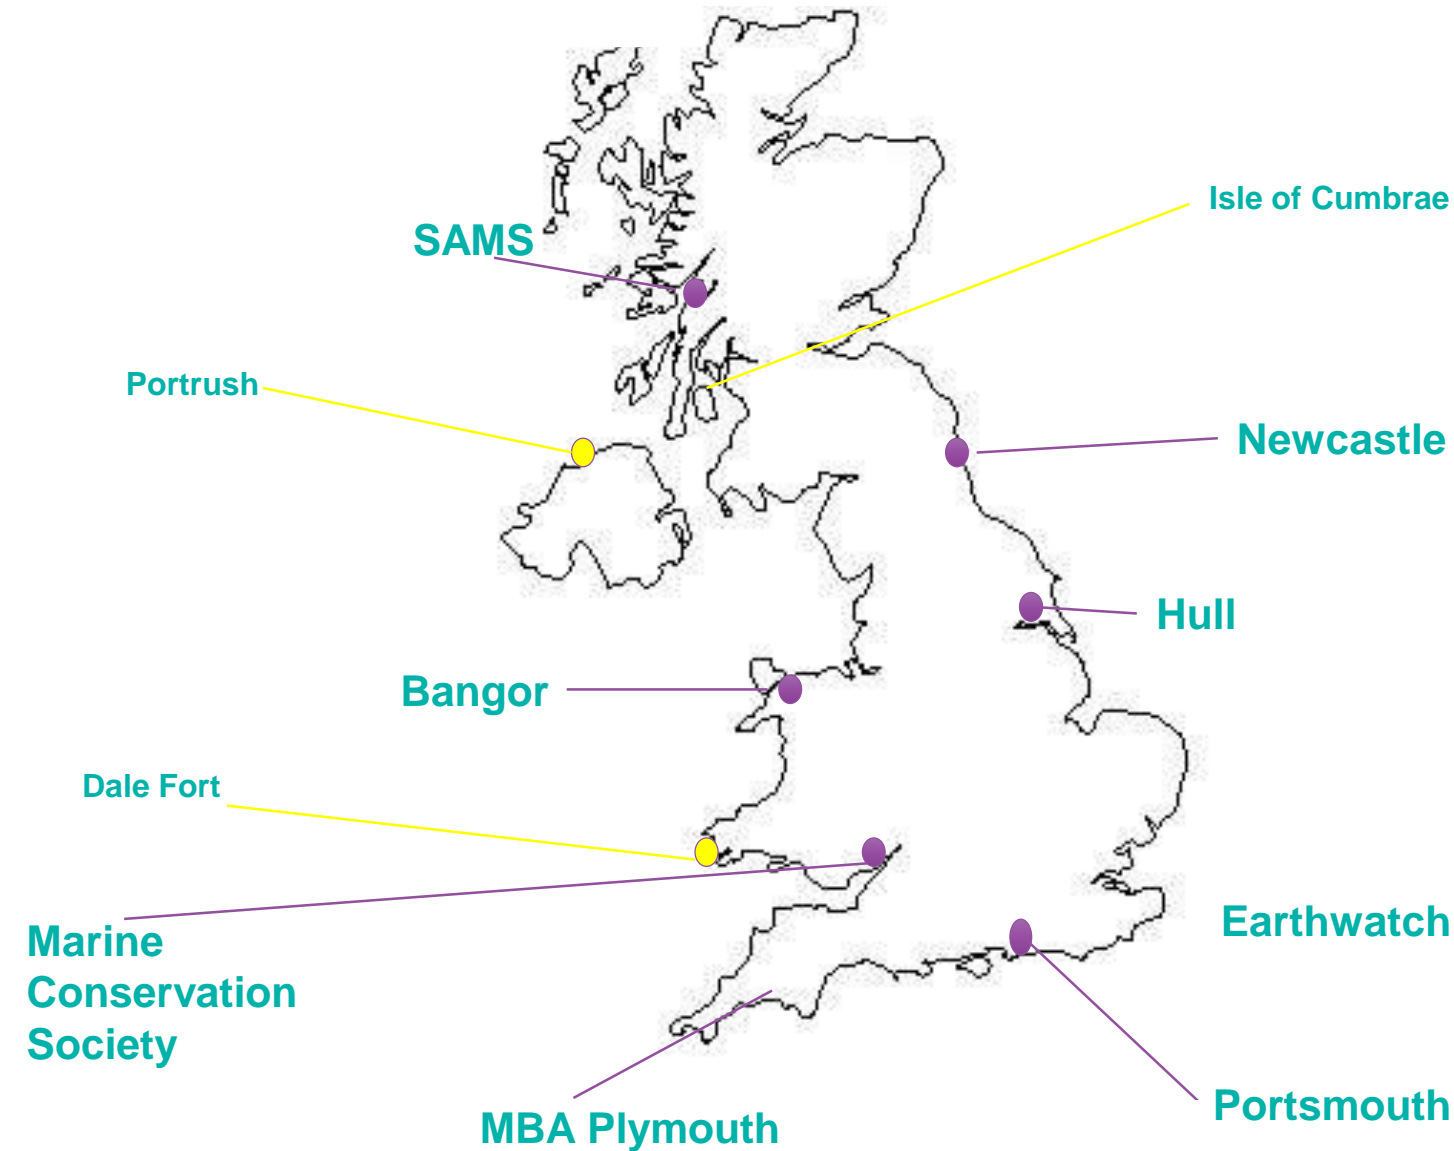 Isle of Cumbrae
SAMS
Portrush
Newcastle
Hull
Bangor
Dale Fort
Earthwatch
Marine
Conservation
Society
Portsmouth
MBA Plymouth